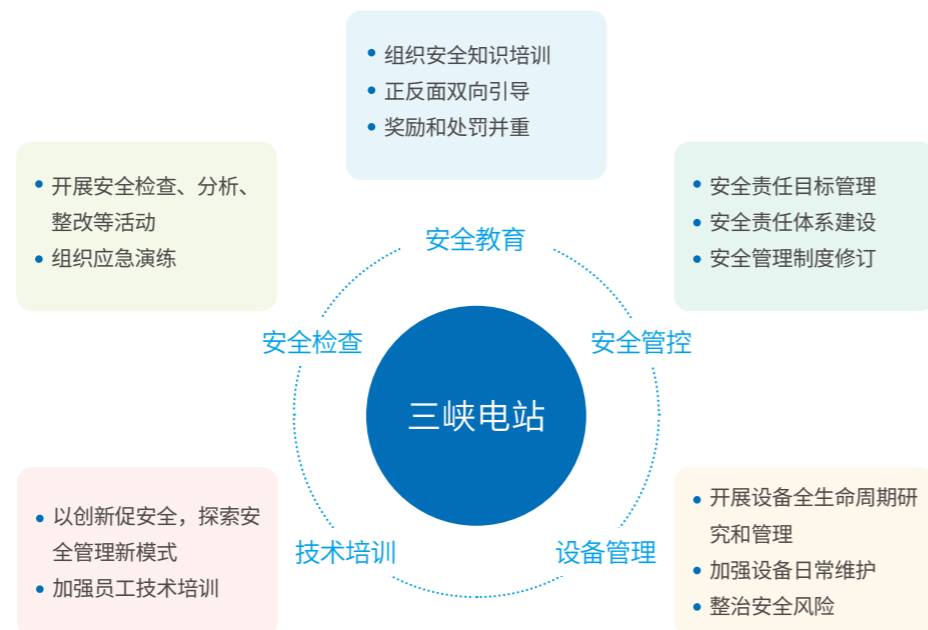 组织安全知识培训
正反面双向引导
奖励和处罚并重
开展安全检查、分析、
整改等活动
组织应急演练
安全责任目标管理
安全责任体系建设
安全管理制度修订
安全教育
安全检查
安全管控
三峡电站
技术培训
设备管理
以创新促安全，探索安
全管理新模式
加强员工技术培训
开展设备全生命周期研
究和管理
加强设备日常维护
整治安全风险